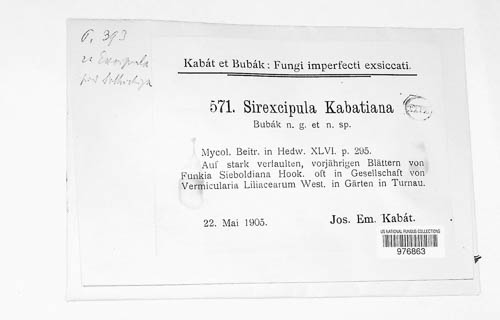 p. 393
Kabát et Bubák: Fungi imperfecti exsiccati.
571. Sirexcipula Kabatiana
Bubák n. g. et n. sp.
Mycol. Beitr. in Hedw. XLVI. p. 295.
Auf stark verfaulten, vorjährigen Blättern von
Funkia Sieboldiana Hook. oft in Gesellschaft von
Vermicularia Liliacearum West. in Gärten in Turnau.
22. Mai 1905.
Jos. Em. Kabát.
US NATIONAL FUNGUS COLLECTIONS
976863